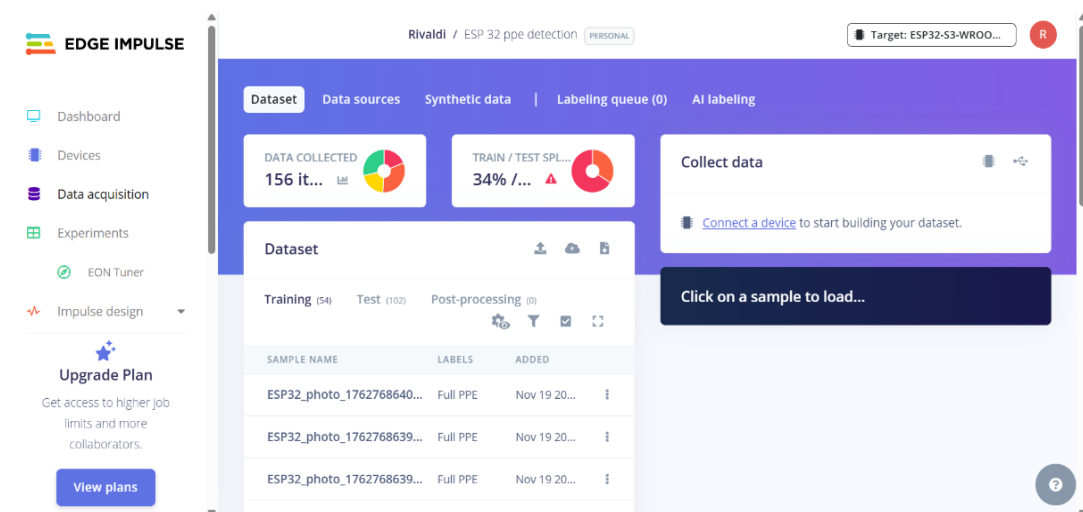 EDGE IMPULSE
Dashboard
Devices
Data acquisition
Experiments
EON Tuner
Impulse design
Upgrade Plan
Get access to higher job
limits and more
collaborators.
View plans
Rivaldi / ESP 32 ppe detection PERSONAL
Target: ESP32-S3-WROO...
R
Dataset Data sources Synthetic data | Labeling queue (0) AI labeling
DATA COLLECTED
156 it...
TRAIN / TEST SPL...
34% /...
Dataset
Training (54) Test (102) Post-processing (0)
SAMPLE NAME LABELS ADDED
ESP32_photo_1762768640... Full PPE Nov 19 20...
ESP32_photo_1762768639... Full PPE Nov 19 20...
ESP32_photo_1762768639... Full PPE Nov 19 20...
Collect data
Connect a device to start building your dataset.
Click on a sample to load...
?